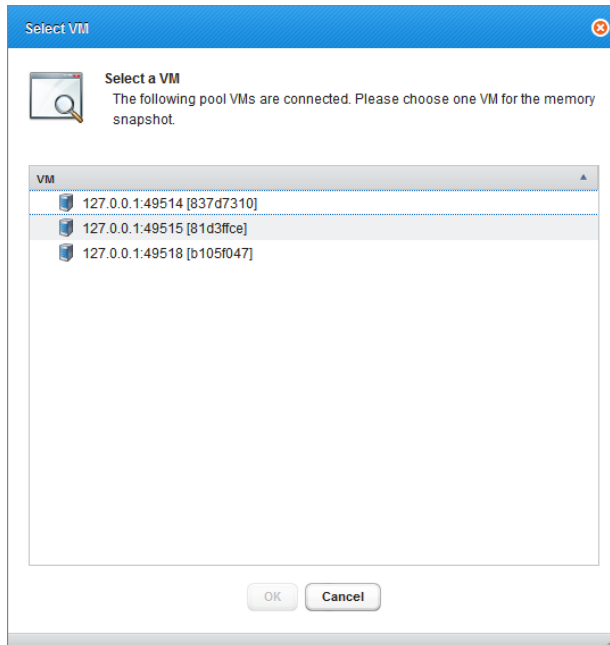 Select VM
Select a VM
The following pool VMs are connected. Please choose one VM for the memory
snapshot.
VM
127.0.0.1:49514 [837d7310]
127.0.0.1:49515 [81d3ffce]
127.0.0.1:49518 [b105f047]
OK
Cancel